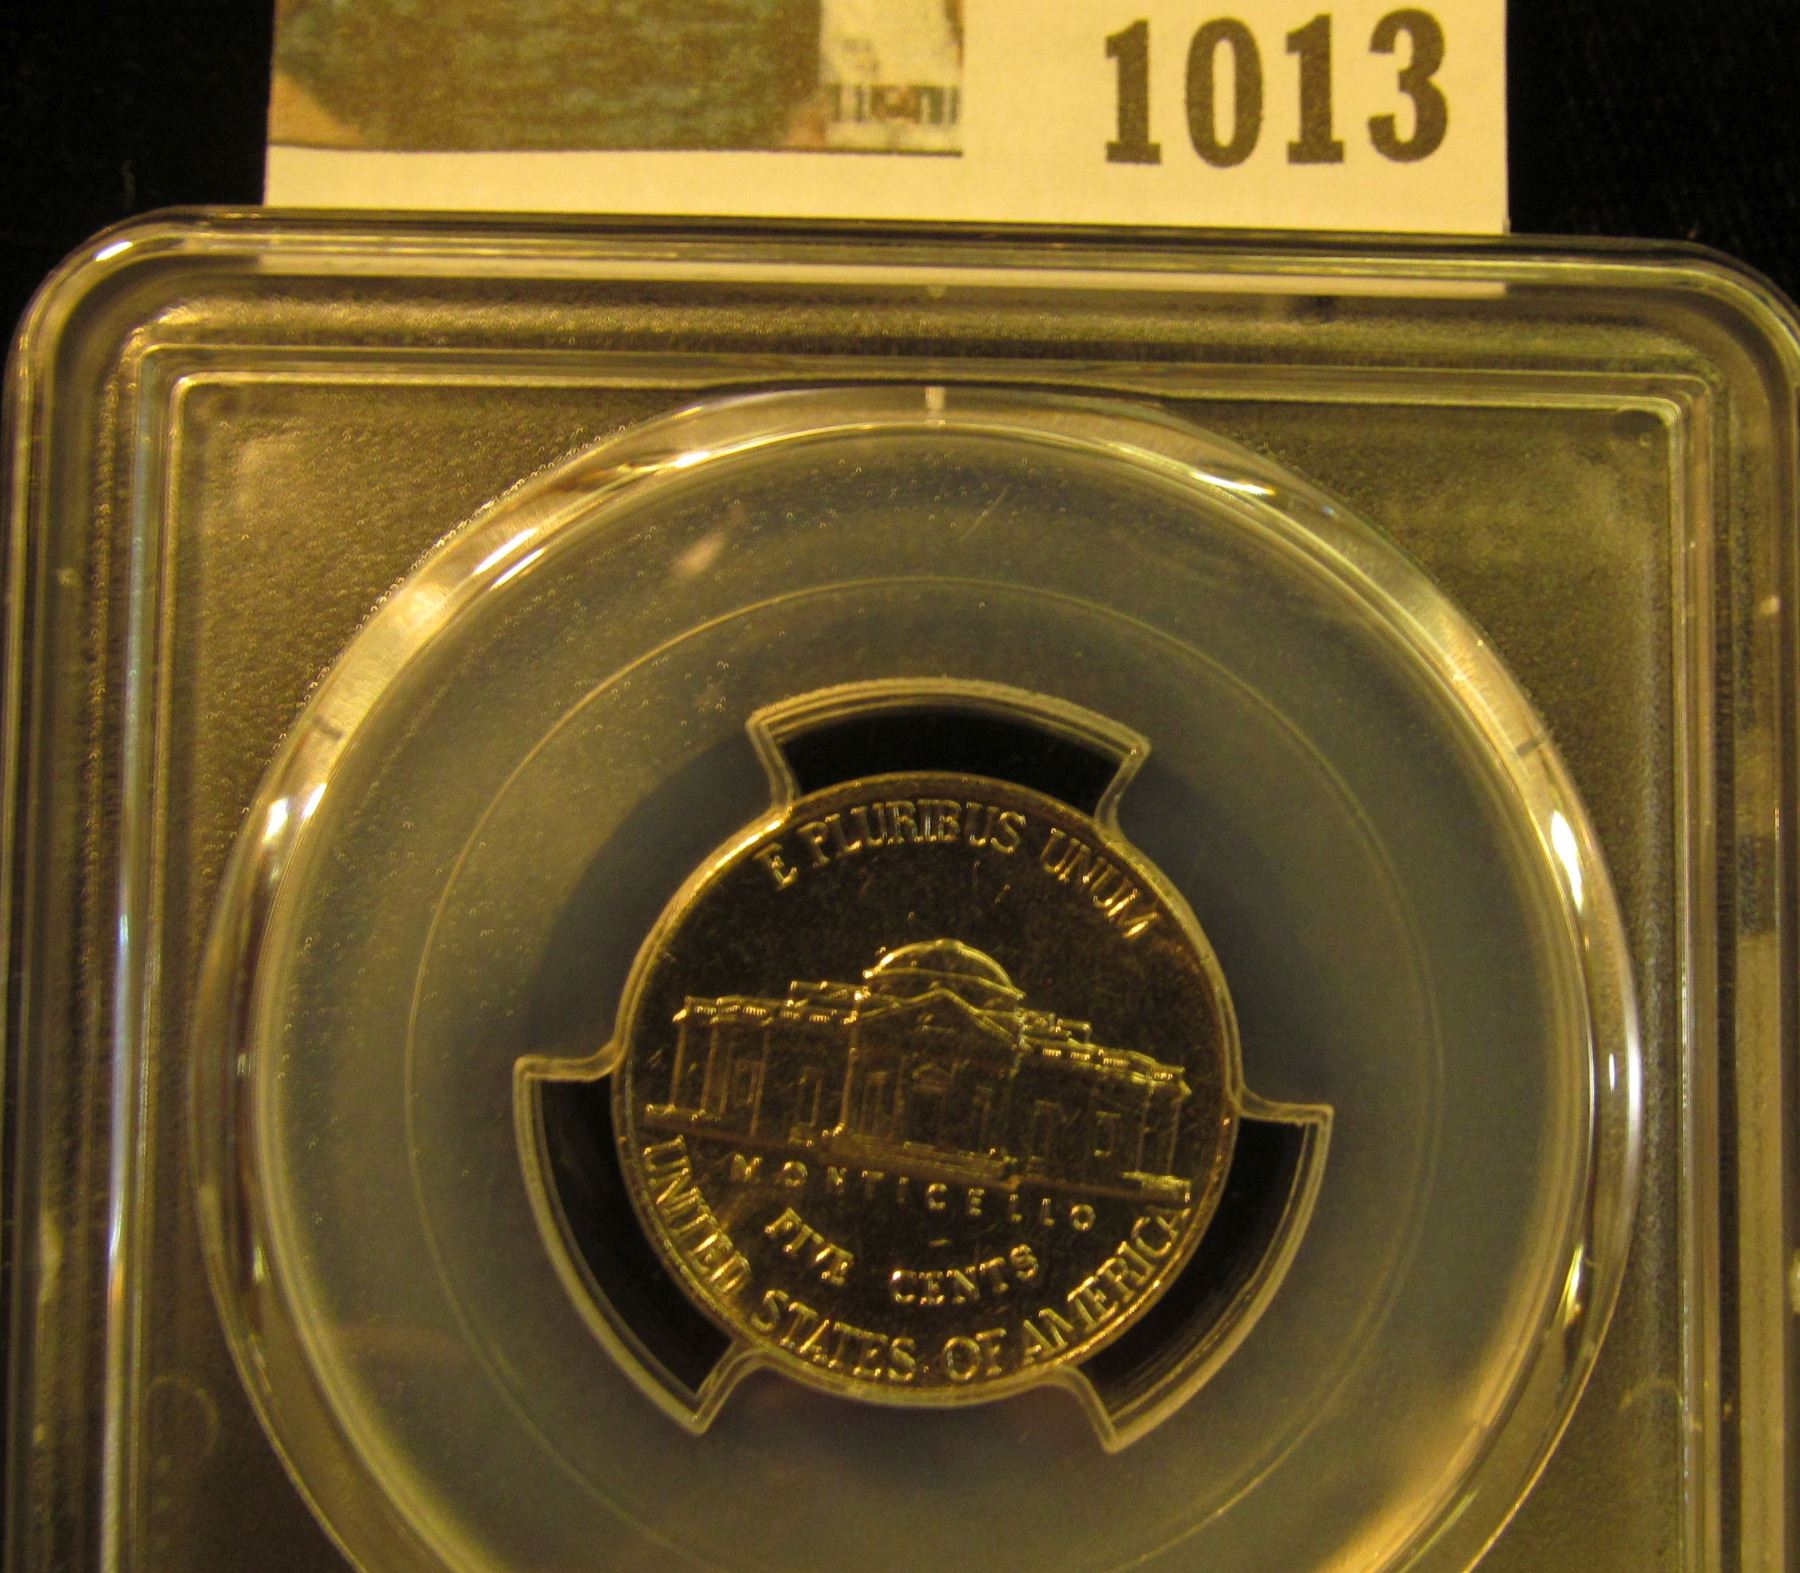 1013
E PLURIBUS UNUM
MONTICELLO
FIVE CENTS
UNITED STATES OF AMERICA